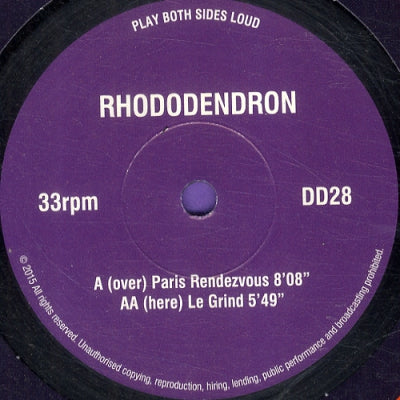 PLAY BOTH SIDES LOUD
RHODODENDRON
33rpm
DD28
A (over) Paris Rendezvous 8'08"
AA (here) Le Grind 5'49"
© 2015 All rights reserved. Unauthorised copying, reproduction, hiring, lending, public performance and broadcasting prohibited.